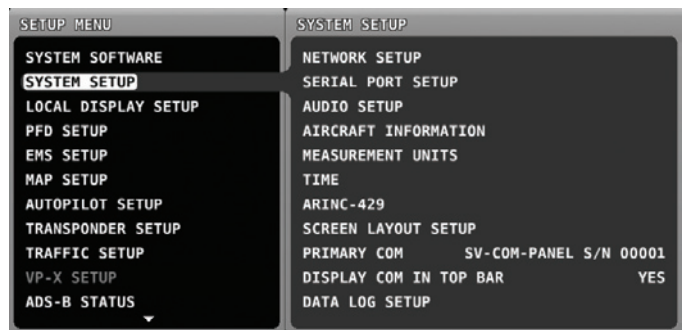 SETUP MENU
SYSTEM SOFTWARE
SYSTEM SETUP
LOCAL DISPLAY SETUP
PFD SETUP
EMS SETUP
MAP SETUP
AUTOPILOT SETUP
TRANSPONDER SETUP
TRAFFIC SETUP
VP-X SETUP
ADS-B STATUS
SYSTEM SETUP
NETWORK SETUP
SERIAL PORT SETUP
AUDIO SETUP
AIRCRAFT INFORMATION
MEASUREMENT UNITS
TIME
ARINC-429
SCREEN LAYOUT SETUP
PRIMARY COM SV-COM-PANEL S/N 00001
DISPLAY COM IN TOP BAR YES
DATA LOG SETUP